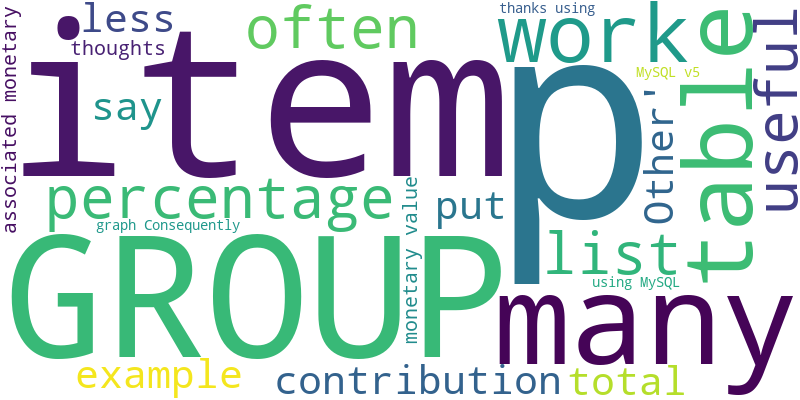 associated monetary
less
thoughts
often
thanks using
work
MySQL v5
useful
item
p
say
Other'
table
percentage
put
graph Consequently
monetary value
list
GROUP
using MySQL
many
example
contribution
total